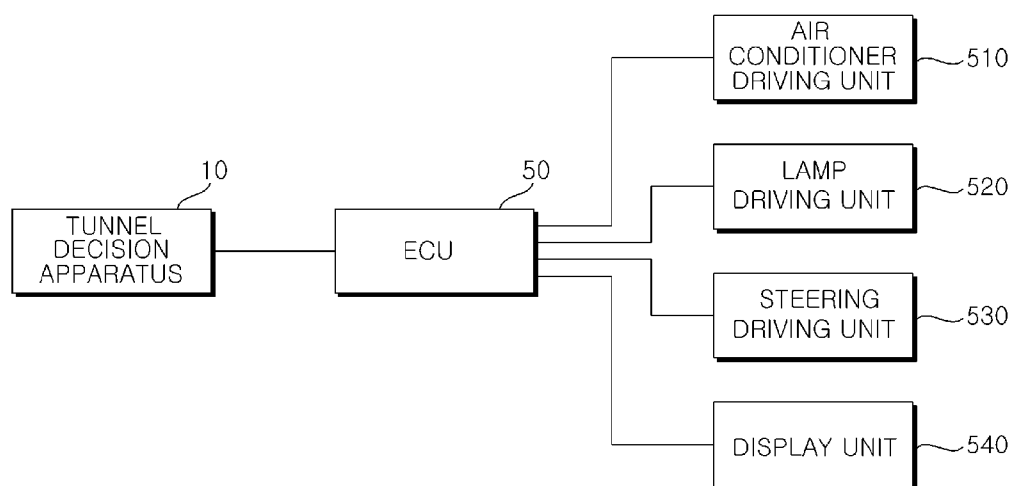 AIR
CONDITIONER
DRIVING UNIT
510
LAMP
DRIVING UNIT
520
10
TUNNEL
DECISION
APPARATUS
50
ECU
STEERING
DRIVING UNIT
530
DISPLAY UNIT
540